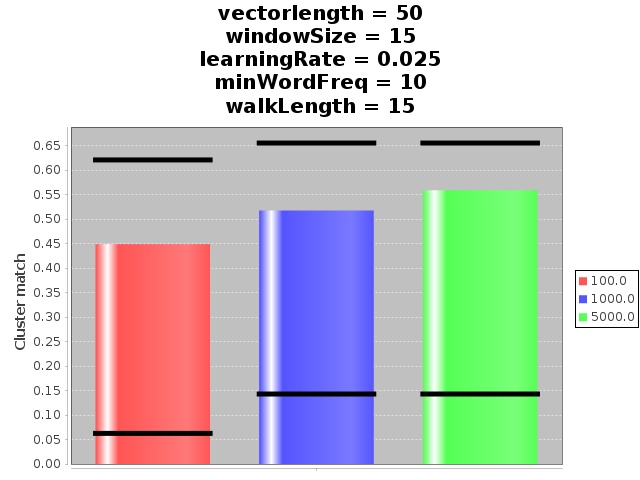 vectorlength = 50
windowSize = 15
learningRate = 0.025
minWordFreq = 10
walkLength = 15
0.65
0.60
0.55
0.50
0.45
0.40
0.35
0.30
0.25
0.20
0.15
0.10
0.05
0.00
Cluster match
100.0
1000.0
5000.0